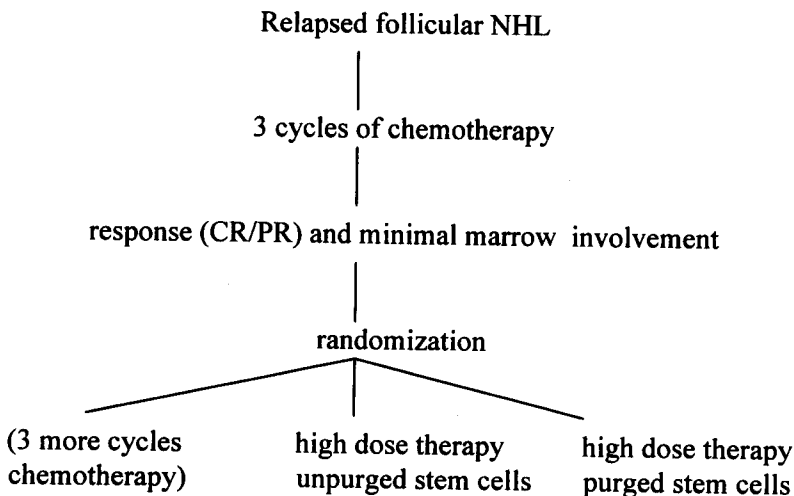 Relapsed follicular NHL
3 cycles of chemotherapy
response (CR/PR) and minimal marrow involvement
randomization
(3 more cycles
chemotherapy)
high dose therapy
unpurged stem cells
high dose therapy
purged stem cells